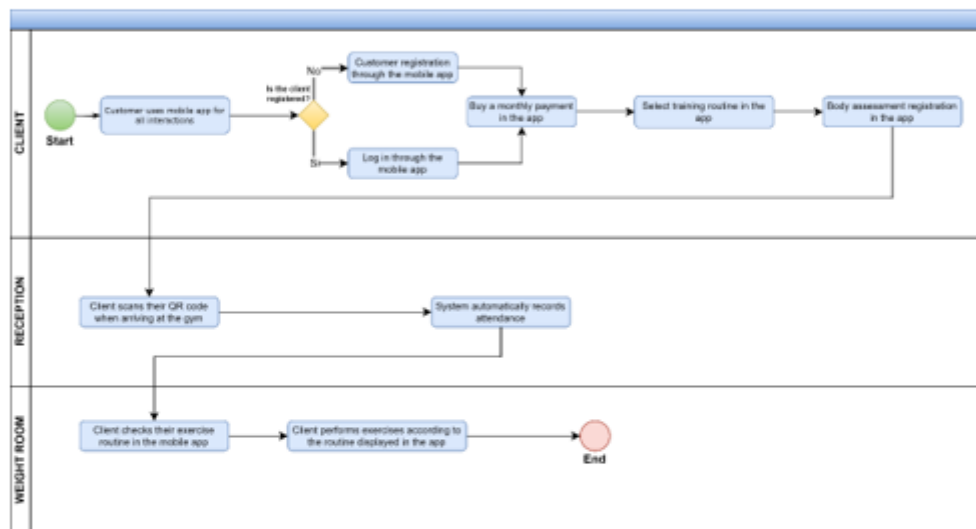 CLIENT
Start
Customer uses mobile app for
all interactions
Is the client
registered?
No
Si
Customer registration
through the mobile app
Log in through the
mobile app
Buy a monthly payment
in the app
Select training routine in the
app
Body assessment registration
in the app
RECEPTION
Client scans their QR code
when arriving at the gym
System automatically records
attendance
WEIGHT ROOM
Client checks their exercise
routine in the mobile app
Client performs exercises according to
the routine displayed in the app
End